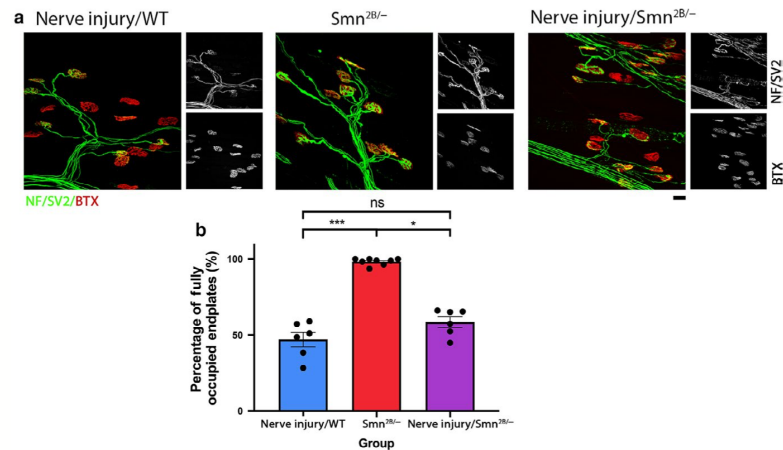 a
Nerve injury/WT
Smn2B/–
Nerve injury/Smn2B/–
NF/SV2
BTX
NF/SV2/BTX
b
ns
***
*
Percentage of fully
occupied endplates (%)
100
50
0
Nerve injury/WT
Smn2B/–
Nerve injury/Smn2B/–
Group